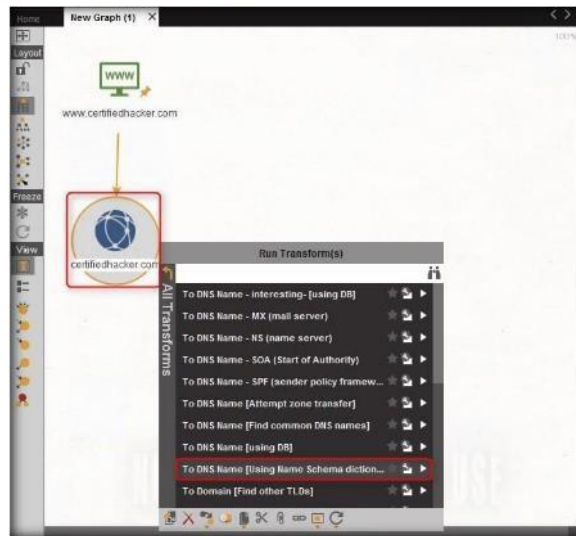 Home
New Graph (1) X
100%
Layout
www
www.certifiedhacker.com
Freeze
View
certifiedhacker.com
Run Transform(s)
All Transforms
To DNS Name - interesting- [using DB]
To DNS Name - MX (mail server)
To DNS Name - NS (name server)
To DNS Name - SOA (Start of Authority)
To DNS Name - SPF (sender policy framew...
To DNS Name [Attempt zone transfer]
To DNS Name [Find common DNS names]
To DNS Name [using DB]
To DNS Name [Using Name Schema diction...
To Domain [Find other TLDs]